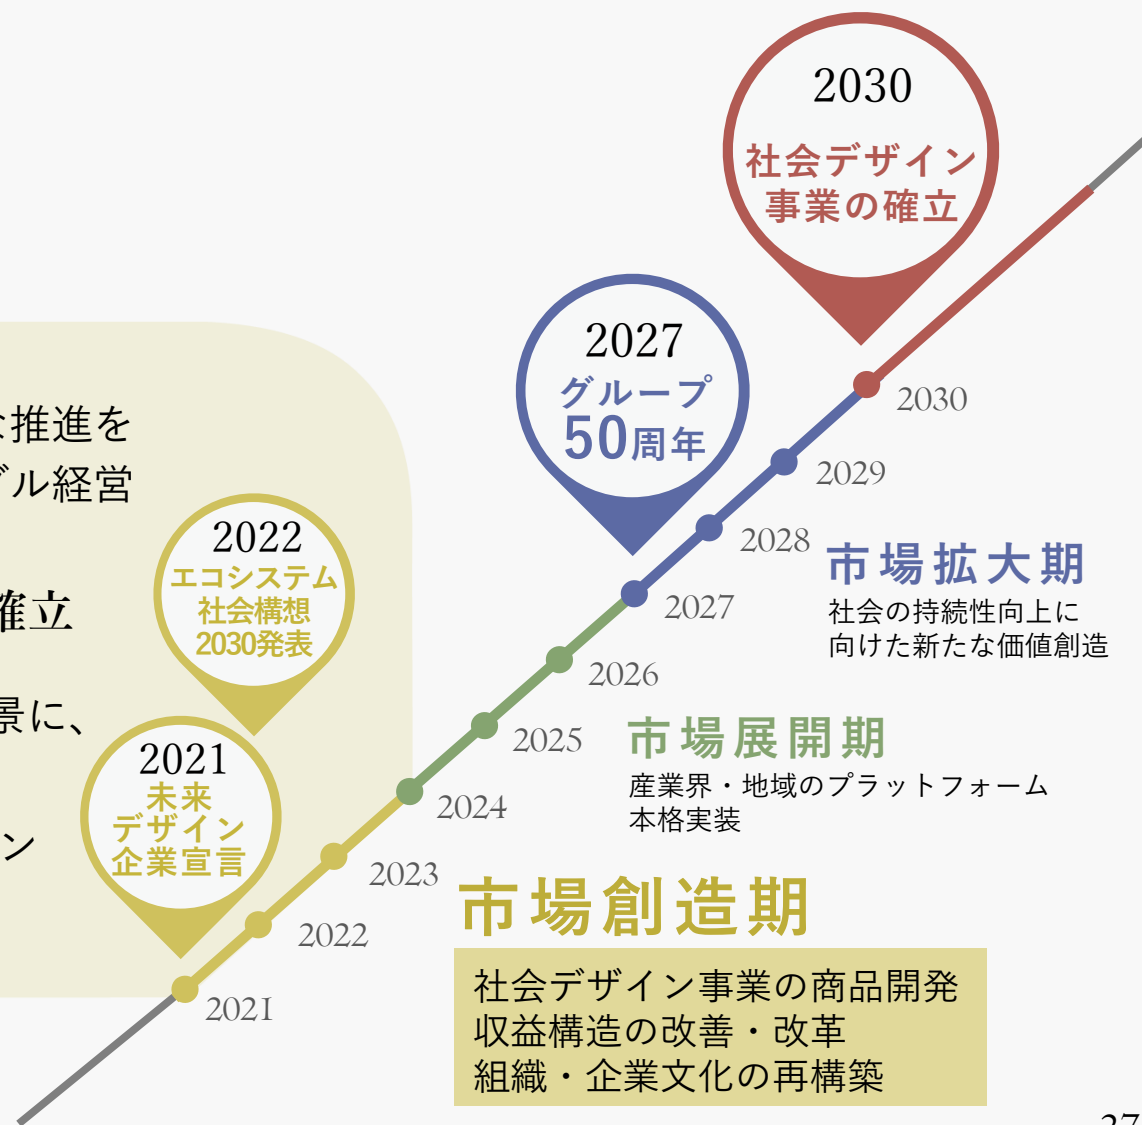 2030
社会デザイン
事業の確立
2027
グループ
50周年
2030
2029
2028
2027
2026
2025
2024
2023
2022
2021
推進を
ル経営
確立
景に、
ン
2022
エコシステム
社会構想
2030発表
2021
未来
デザイン
企業宣言
市場拡大期
社会の持続性向上に
向けた新たな価値創造
市場展開期
産業界・地域のプラットフォーム
本格実装
市場創造期
社会デザイン事業の商品開発
収益構造の改善・改革
組織・企業文化の再構築